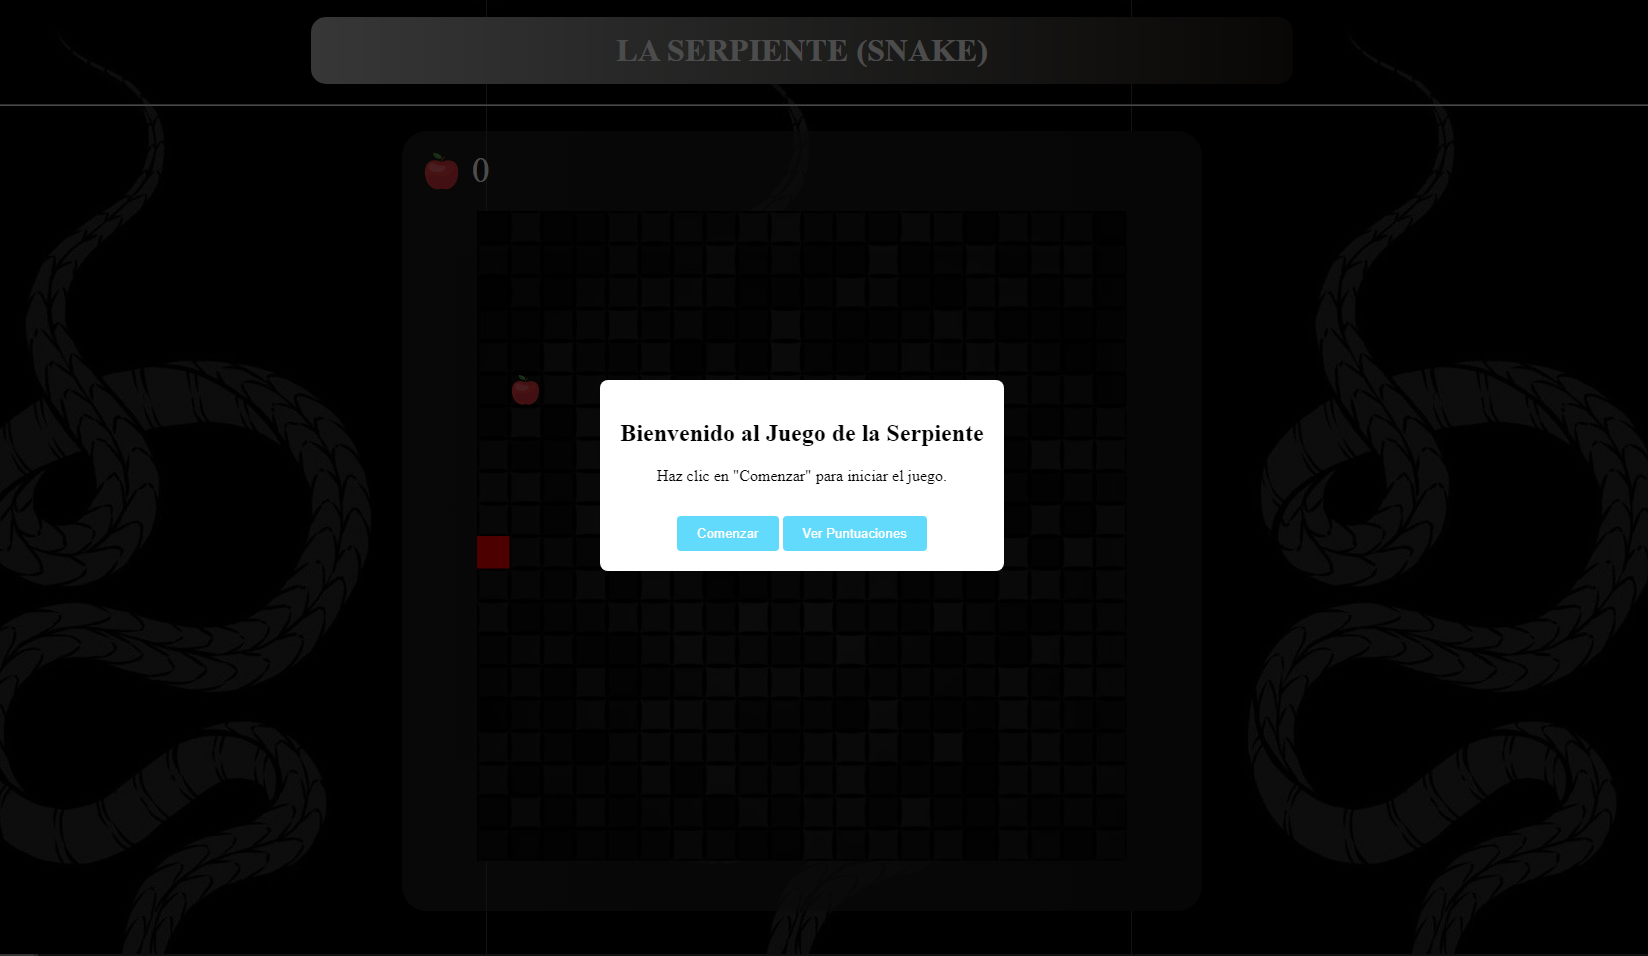 LA SERPIENTE (SNAKE)
0
Bienvenido al Juego de la Serpiente
Haz clic en "Comenzar" para iniciar el juego.
Comenzar
Ver Puntuaciones